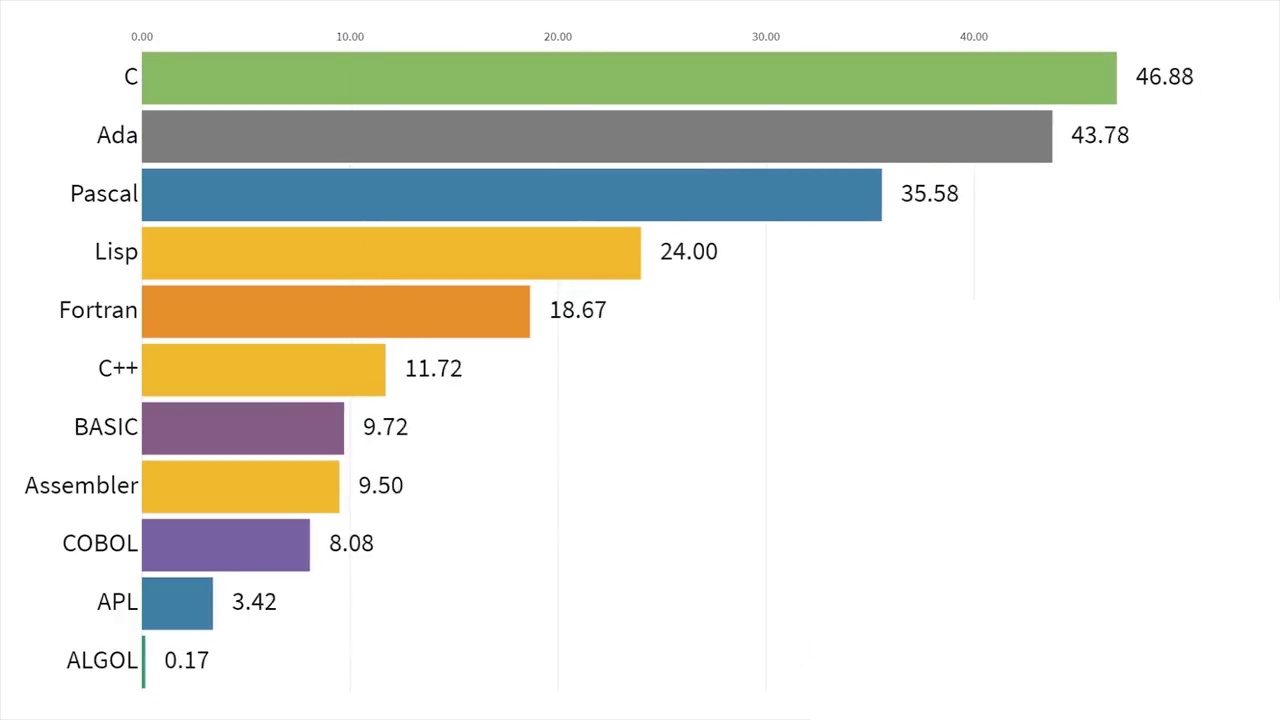 0.00 10.00 20.00 30.00 40.00
C 46.88
Ada 43.78
Pascal 35.58
Lisp 24.00
Fortran 18.67
C++ 11.72
BASIC 9.72
Assembler 9.50
COBOL 8.08
APL 3.42
ALGOL 0.17